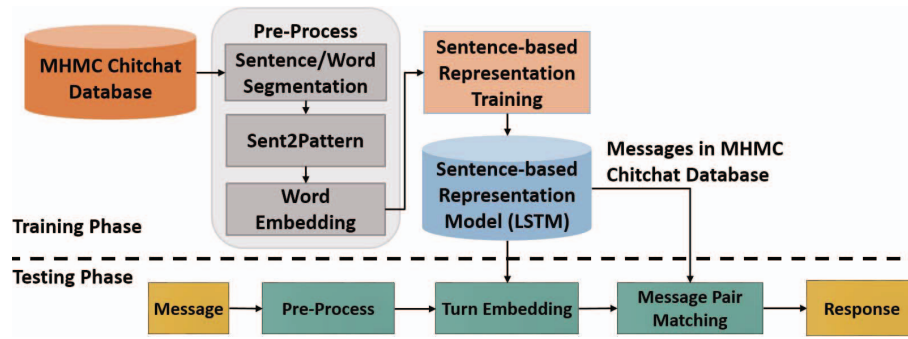 Pre-Process
MHMC Chitchat
Database
Sentence/Word
Segmentation
Sent2Pattern
Word
Embedding
Sentence-based
Representation
Training
Sentence-based
Representation
Model (LSTM)
Messages in MHMC
Chitchat Database
Training Phase
Testing Phase
Message
Pre-Process
Turn Embedding
Message Pair
Matching
Response